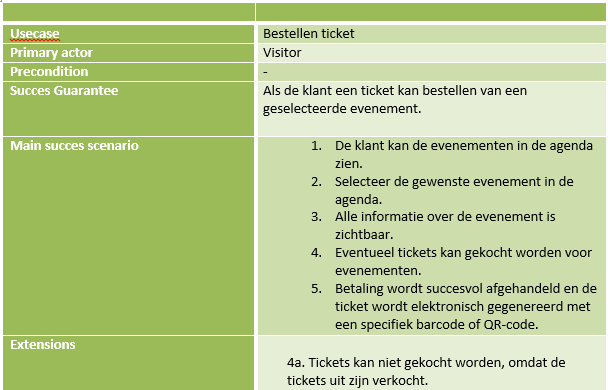 Usecase Bestellen ticket
Primary actor Visitor
Precondition -
Succes Guarantee Als de klant een ticket kan bestellen van een
geselecteerde evenement.
Main succes scenario 1. De klant kan de evenementen in de agenda
zien.
2. Selecteer de gewenste evenement in de
agenda.
3. Alle informatie over de evenement is
zichtbaar.
4. Eventueel tickets kan gekocht worden voor
evenementen.
5. Betaling wordt succesvol afgehandeld en de
ticket wordt elektronisch gegenereerd met
een specifiek barcode of QR-code.
Extensions
4a. Tickets kan niet gekocht worden, omdat de
tickets uit zijn verkocht.